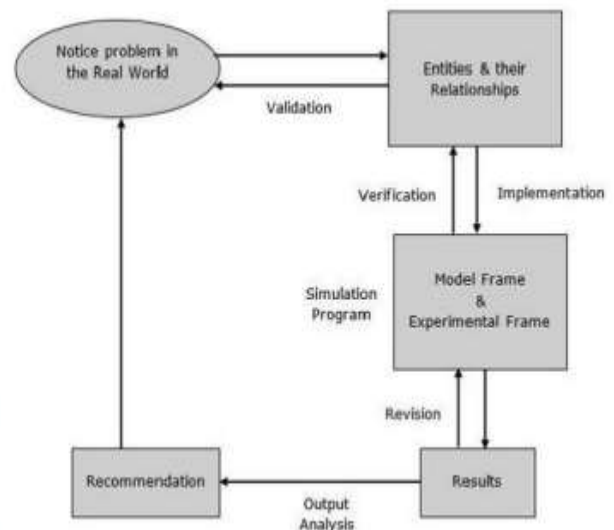 Notice problem in
the Real World
Entities & their
Relationships
Validation
Verification
Implementation
Simulation
Program
Model Frame
&
Experimental Frame
Revision
Recommendation
Results
Output
Analysis